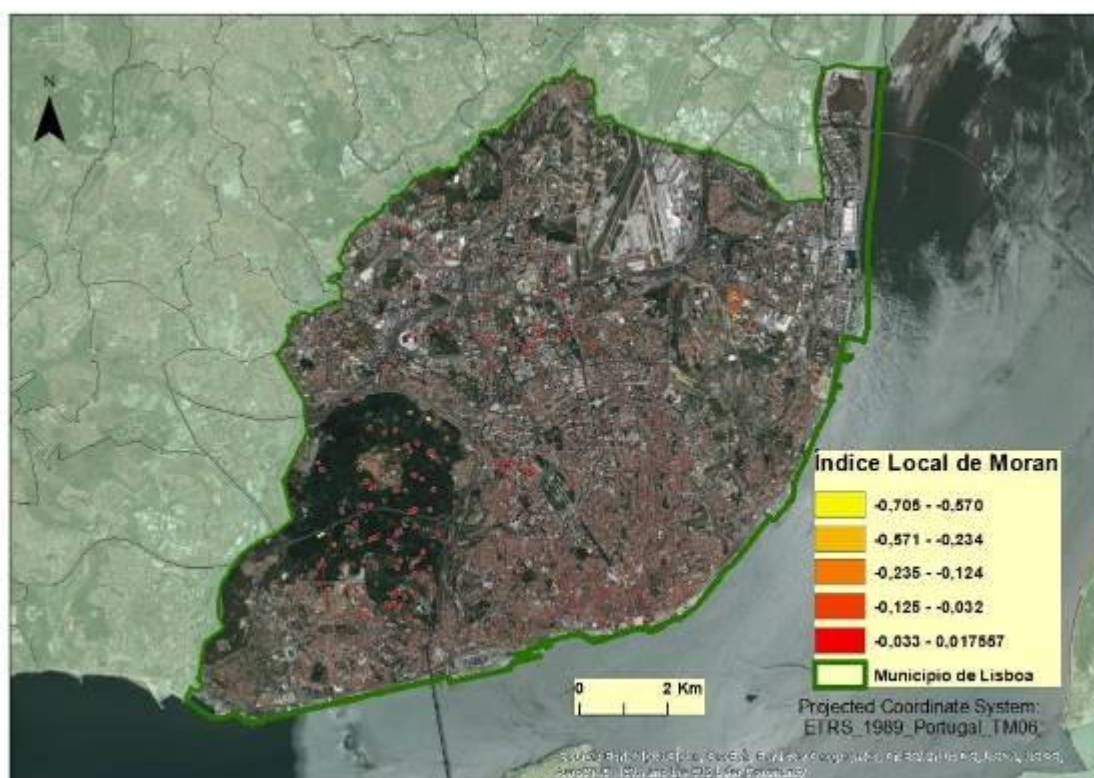 N
Índice Local de Moran
-0,705 - -0,570
-0,571 - -0,234
-0,235 - -0,124
-0,125 - -0,032
-0,033 - 0,017557
Municipio de Lisboa
0 2 Km
Projected Coordinate System:
ETRS_1989_Portugal_TM06_